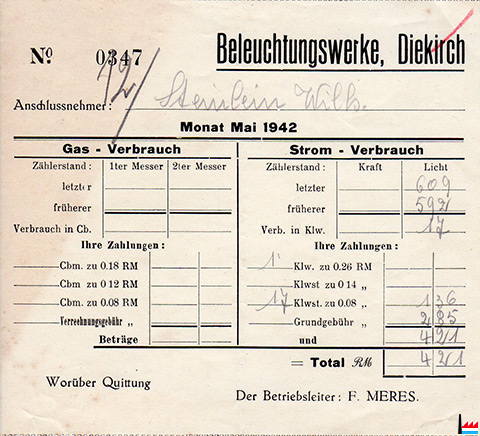 No. 0347
Beleuchtungswerke, Diekirch
Anschlussnehmer: Steinlein Wilh.
Monat Mai 1942
Gas - Verbrauch
Zählerstand: 1ter Messer 2ter Messer
letzter
früherer
Verbrauch in Cb.
Ihre Zahlungen:
Cbm. zu 0.18 RM
Cbm zu 0 12 RM
Cbm. zu 0.08 RM
Verrechnungsgebühr „
Beträge
Strom - Verbrauch
Zählerstand: Kraft Licht
letzter 609
früherer 592
Verb. in Klw. 17
Ihre Zahlungen:
Klw. zu 0.26 RM
Klwst zu 0 14 „
17 Klwst. zu 0.08 „ 1 36
Grundgebühr „ 2 85
und 4 21
= Total RM 4 21
Worüber Quittung
Der Betriebsleiter: F. MERES.